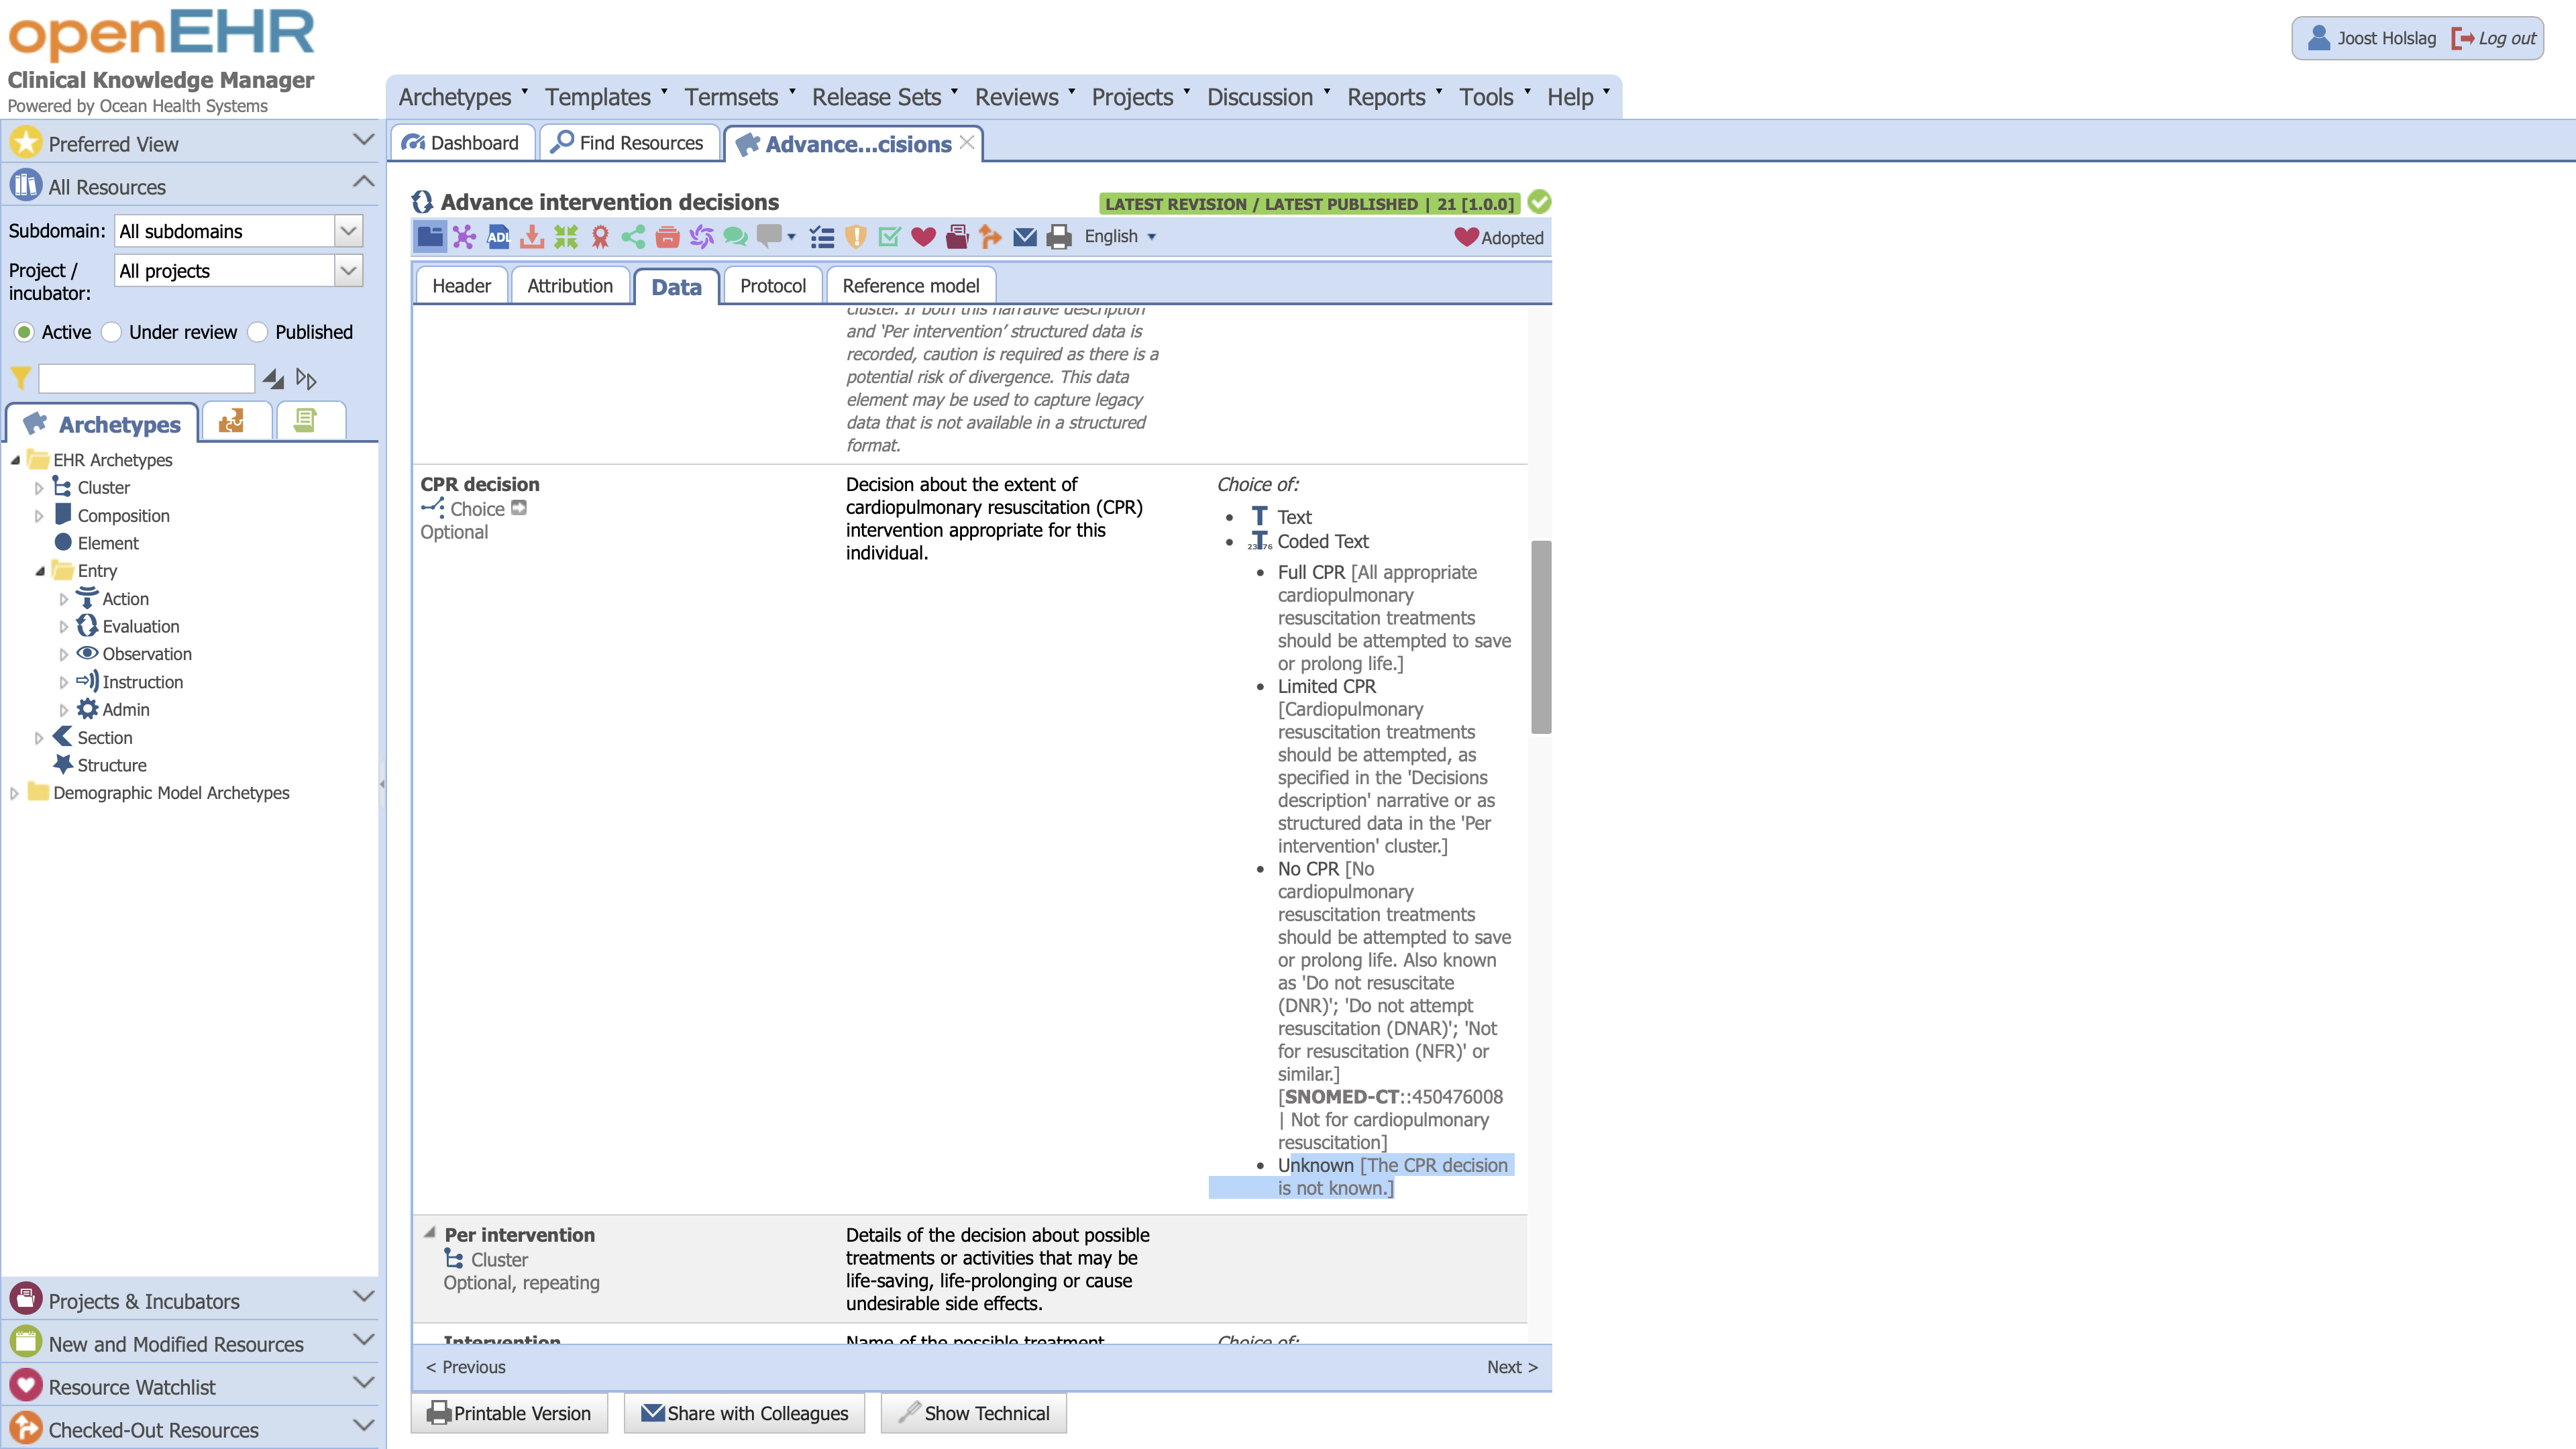 openEHR
Clinical Knowledge Manager
Powered by Ocean Health Systems
Joost Holslag Log out
Archetypes Templates Termsets Release Sets Reviews Projects Discussion Reports Tools Help
Preferred View
All Resources
Subdomain: All subdomains
Project /
incubator:
All projects
Active Under review Published
Archetypes
EHR Archetypes
Cluster
Composition
Element
Entry
Action
Evaluation
Observation
Instruction
Admin
Section
Structure
Demographic Model Archetypes
Projects & Incubators
New and Modified Resources
Resource Watchlist
Checked-Out Resources
Dashboard Find Resources Advance...cisions
Advance intervention decisions
LATEST REVISION / LATEST PUBLISHED | 21 [1.0.0]
ADL English Adopted
Header Attribution Data Protocol Reference model
cluster. If both this narrative description
and 'Per intervention' structured data is
recorded, caution is required as there is a
potential risk of divergence. This data
element may be used to capture legacy
data that is not available in a structured
format.
CPR decision
Choice
Optional
Decision about the extent of
cardiopulmonary resuscitation (CPR)
intervention appropriate for this
individual.
Choice of:
Text
Coded Text
Full CPR [All appropriate
cardiopulmonary
resuscitation treatments
should be attempted to save
or prolong life.]
Limited CPR
[Cardiopulmonary
resuscitation treatments
should be attempted, as
specified in the 'Decisions
description' narrative or as
structured data in the 'Per
intervention' cluster.]
No CPR [No
cardiopulmonary
resuscitation treatments
should be attempted to save
or prolong life. Also known
as 'Do not resuscitate
(DNR)'; 'Do not attempt
resuscitation (DNAR)'; 'Not
for resuscitation (NFR)' or
similar.]
[SNOMED-CT::450476008
| Not for cardiopulmonary
resuscitation]
Unknown [The CPR decision
is not known.]
Per intervention
Cluster
Optional, repeating
Details of the decision about possible
treatments or activities that may be
life-saving, life-prolonging or cause
undesirable side effects.
Intervention
Name of the possible treatment
Choice of:
< Previous
Next >
Printable Version Share with Colleagues Show Technical